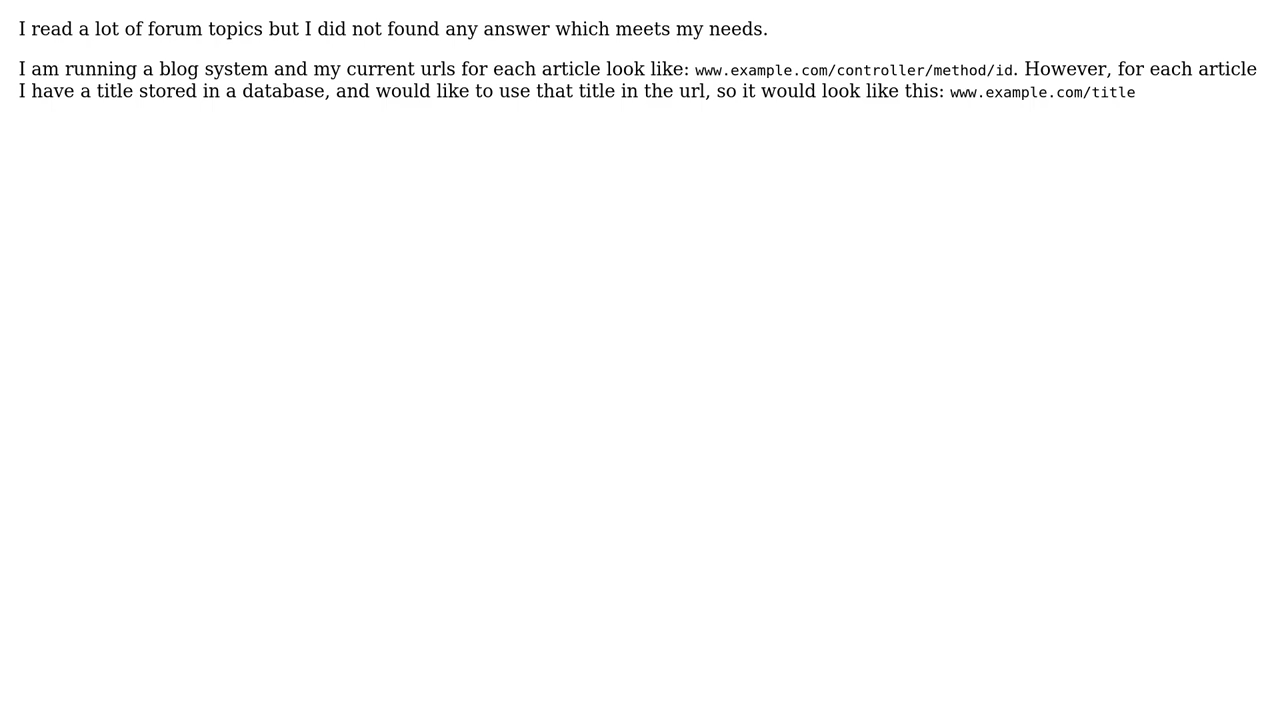 I read a lot of forum topics but I did not found any answer which meets my needs.
I am running a blog system and my current urls for each article look like: www.example.com/controller/method/id. However, for each article
I have a title stored in a database, and would like to use that title in the url, so it would look like this: www.example.com/title